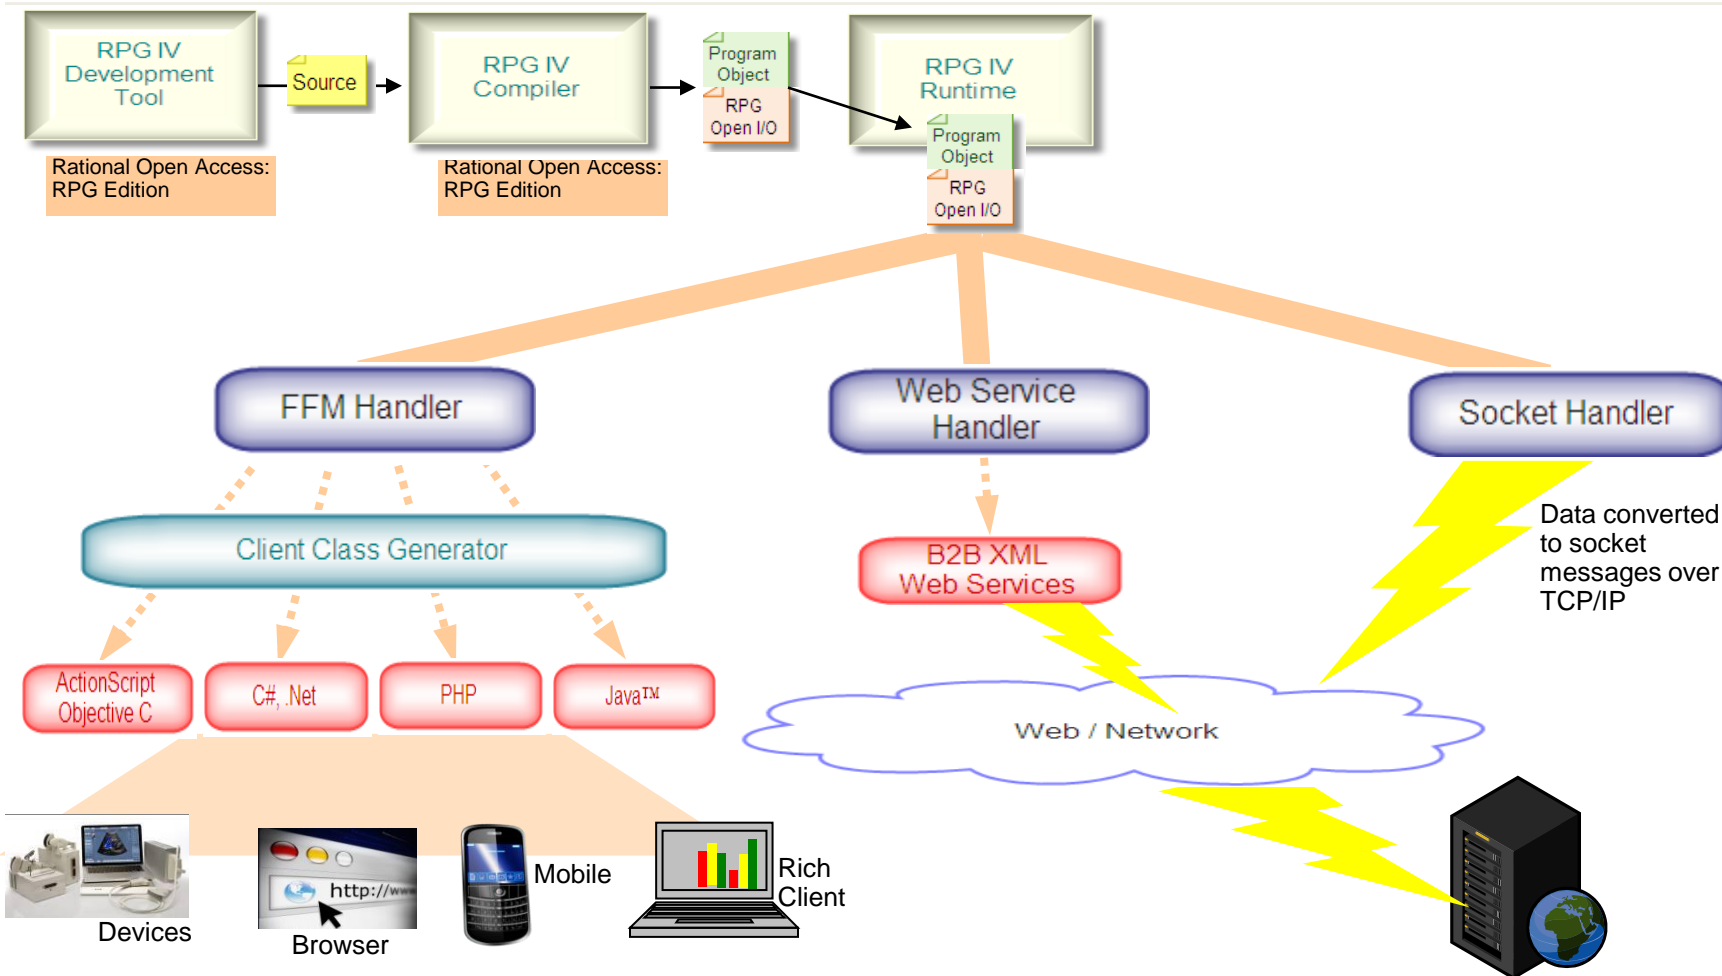 RPG IV
Development
Tool
Source
RPG IV
Compiler
Program
Object
RPG
Open I/O
RPG IV
Runtime
Program
Object
RPG
Open I/O
Rational Open Access:
RPG Edition
Rational Open Access:
RPG Edition
FFM Handler
Web Service
Handler
Socket Handler
Client Class Generator
B2B XML
Web Services
Data converted
to socket
messages over
TCP/IP
ActionScript
Objective C
C#, .Net
PHP
Java™
Web / Network
http://www
Devices
Browser
Mobile
Rich
Client